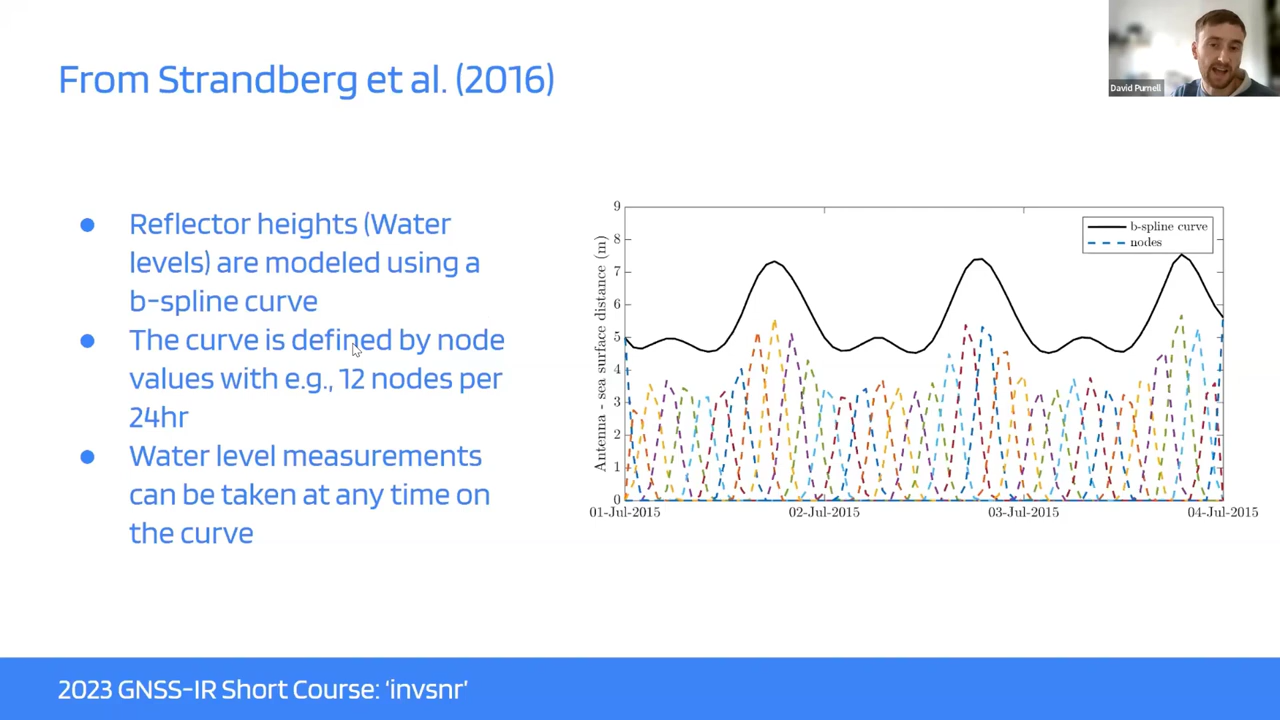 From Strandberg et al. (2016)
David Purnell
Reflector heights (Water
levels) are modeled using a
b-spline curve
The curve is defined by node
values with e.g., 12 nodes per
24hr
Water level measurements
can be taken at any time on
the curve
Antenna - sea surface distance (m)
9
8
7
6
5
4
3
2
1
0
b-spline curve
nodes
01-Jul-2015
02-Jul-2015
03-Jul-2015
04-Jul-2015
2023 GNSS-IR Short Course: 'invsnr'